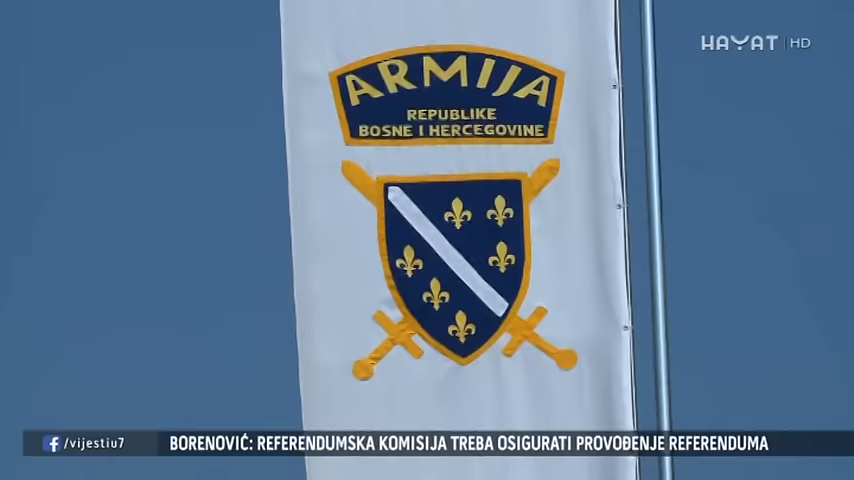 HAYAT HD
ARMIJA
REPUBLIKE
BOSNE I HERCEGOVINE
f/vijestiu7
BORENOVIĆ: REFERENDUMSKA KOMISIJA TREBA OSIGURATI PROVOĐENJE REFERENDUMA